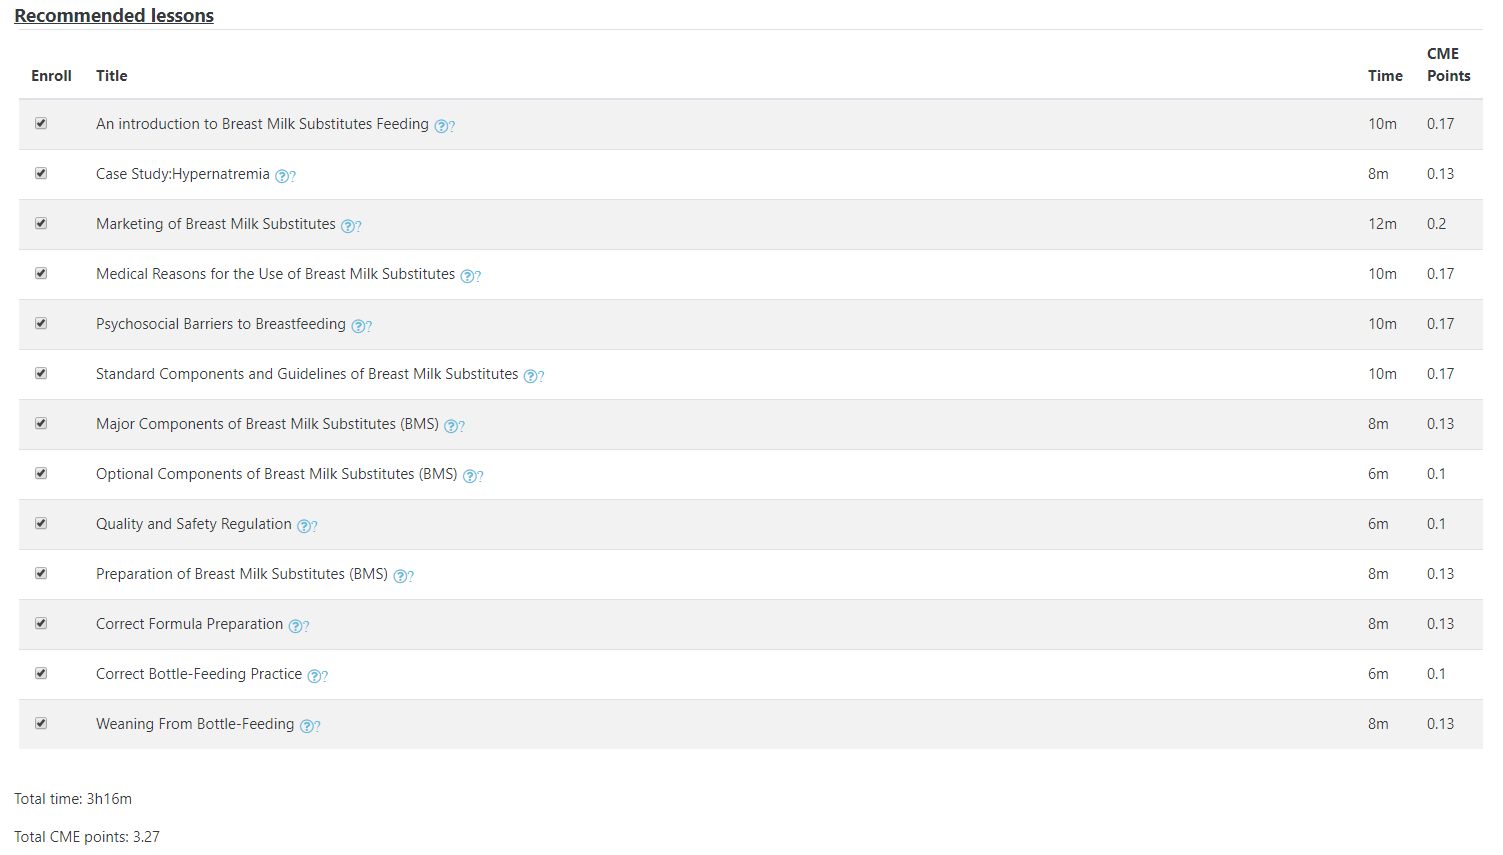 Recommended lessons
Enroll Title Time CME Points
An introduction to Breast Milk Substitutes Feeding ?? 10m 0.17
Case Study:Hypernatremia ?? 8m 0.13
Marketing of Breast Milk Substitutes ?? 12m 0.2
Medical Reasons for the Use of Breast Milk Substitutes ?? 10m 0.17
Psychosocial Barriers to Breastfeeding ?? 10m 0.17
Standard Components and Guidelines of Breast Milk Substitutes ?? 10m 0.17
Major Components of Breast Milk Substitutes (BMS) ?? 8m 0.13
Optional Components of Breast Milk Substitutes (BMS) ?? 6m 0.1
Quality and Safety Regulation ?? 6m 0.1
Preparation of Breast Milk Substitutes (BMS) ?? 8m 0.13
Correct Formula Preparation ?? 8m 0.13
Correct Bottle-Feeding Practice ?? 6m 0.1
Weaning From Bottle-Feeding ?? 8m 0.13
Total time: 3h16m
Total CME points: 3.27